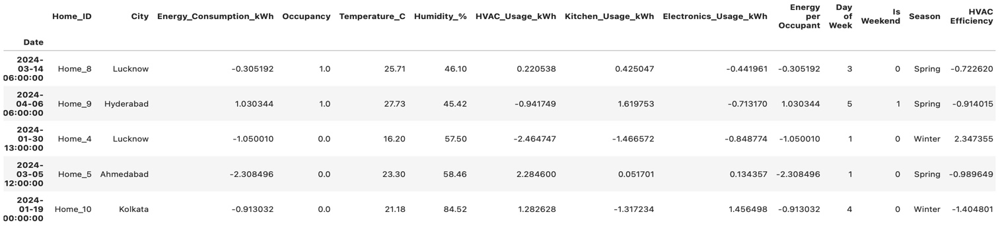 Home_ID City Energy_Consumption_kWh Occupancy Temperature_C Humidity_% HVAC_Usage_kWh Kitchen_Usage_kWh Electronics_Usage_kWh Energy per Occupant Day of Week Is Weekend Season HVAC Efficiency
Date
2024-03-14 06:00:00 Home_8 Lucknow -0.305192 1.0 25.71 46.10 0.220538 0.425047 -0.441961 -0.305192 3 0 Spring -0.722620
2024-04-06 06:00:00 Home_9 Hyderabad 1.030344 1.0 27.73 45.42 -0.941749 1.619753 -0.713170 1.030344 5 1 Spring -0.914015
2024-01-30 13:00:00 Home_4 Lucknow -1.050010 0.0 16.20 57.50 -2.464747 -1.466572 -0.848774 -1.050010 1 0 Winter 2.347355
2024-03-05 12:00:00 Home_5 Ahmedabad -2.308496 0.0 23.30 58.46 2.284600 0.051701 0.134357 -2.308496 1 0 Spring -0.989649
2024-01-19 00:00:00 Home_10 Kolkata -0.913032 0.0 21.18 84.52 1.282628 -1.317234 1.456498 -0.913032 4 0 Winter -1.404801